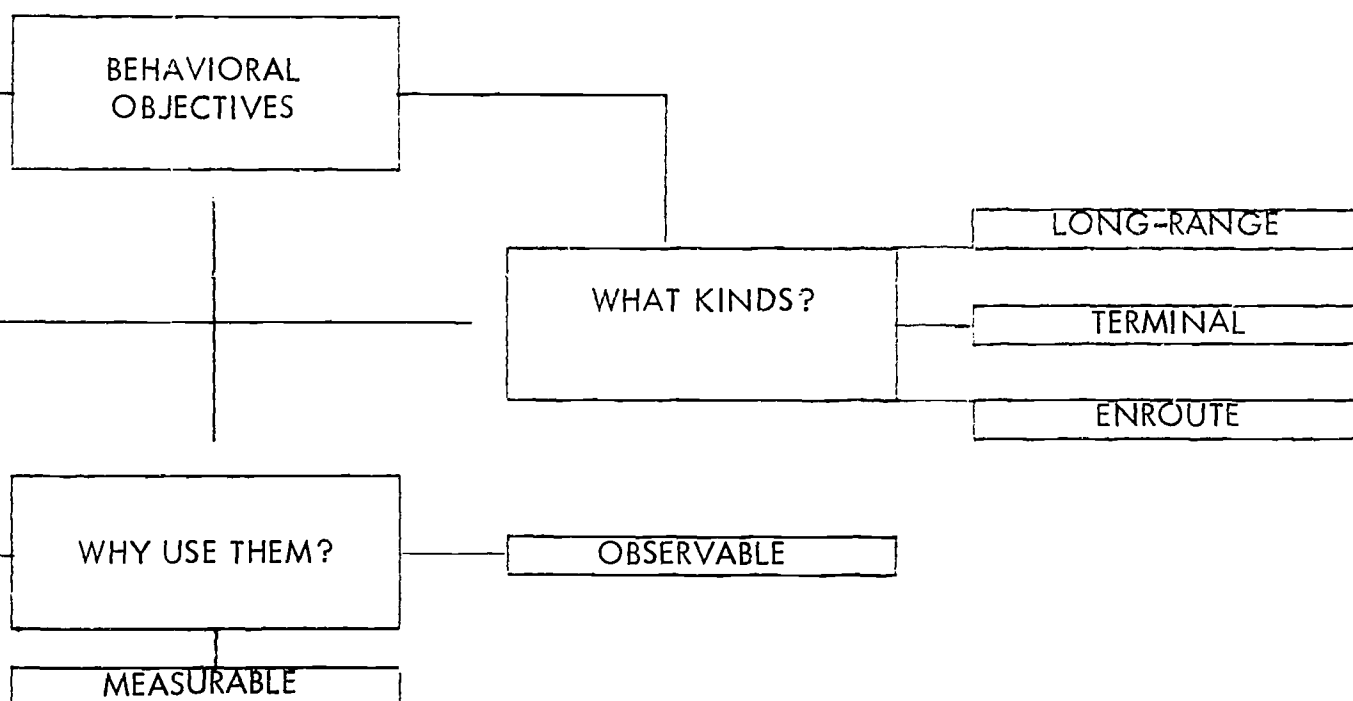 BEHAVIORAL
OBJECTIVES
LONG-RANGE
WHAT KINDS?
TERMINAL
ENROUTE
WHY USE THEM?
OBSERVABLE
MEASURABLE